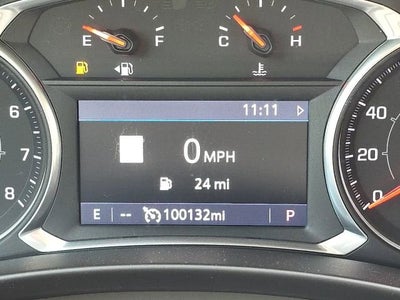 E F C H
11:11
6 7 8
0 MPH
40 20 0
24 mi
E -- 100132mi P